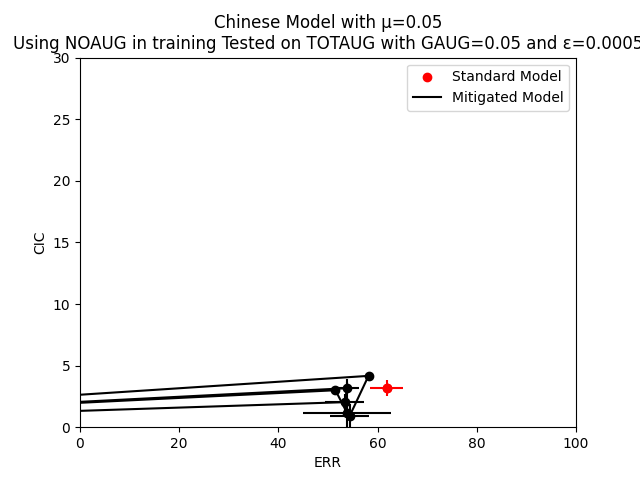 Chinese Model with μ=0.05
Using NOAUG in training Tested on TOTAUG with GAUG=0.05 and ε=0.0005
30
25
20
15
10
5
0
CIC
Standard Model
Mitigated Model
0 20 40 60 80 100
ERR